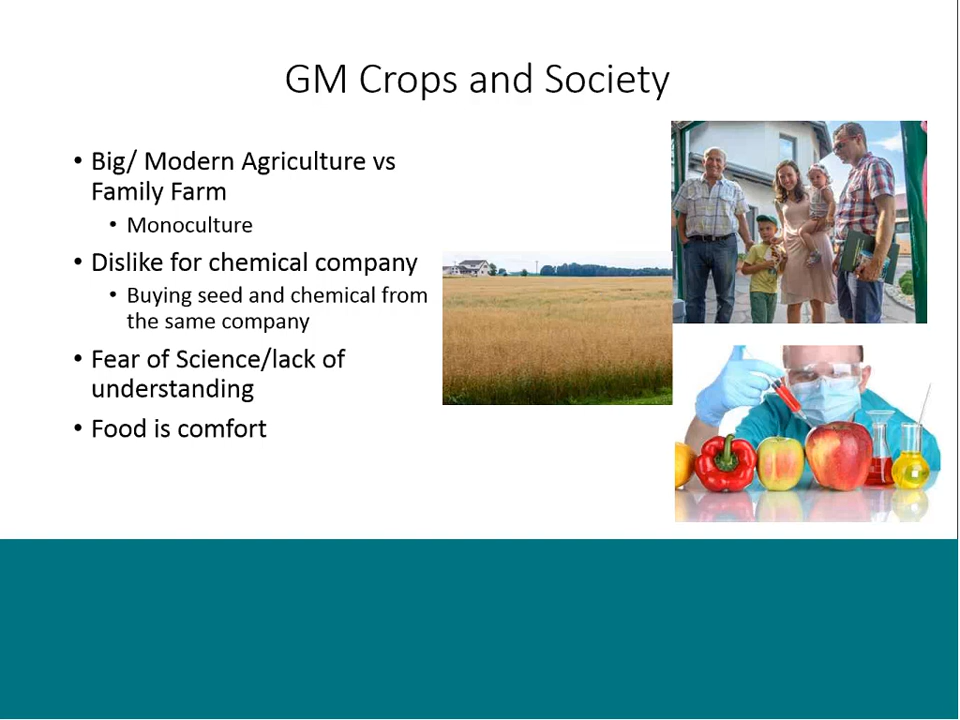 GM Crops and Society
• Big/ Modern Agriculture vs
Family Farm
• Monoculture
• Dislike for chemical company
• Buying seed and chemical from
the same company
• Fear of Science/lack of
understanding
• Food is comfort